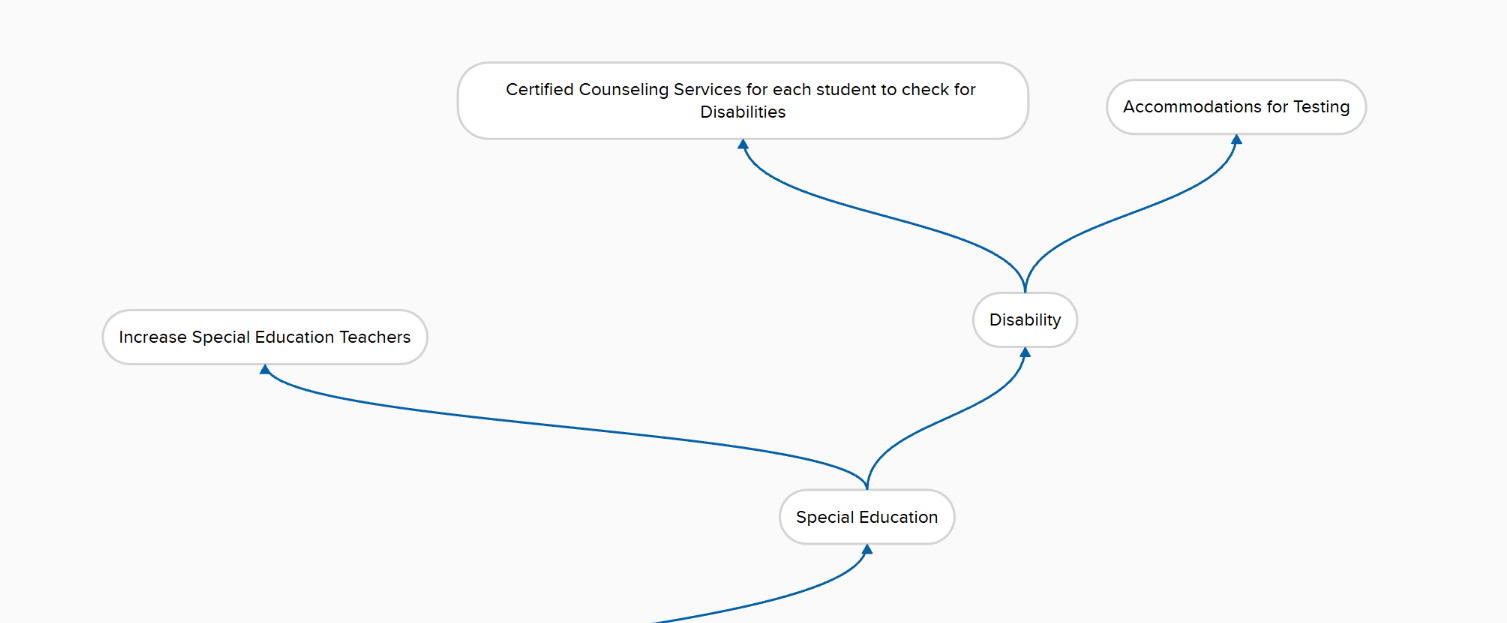 Certified Counseling Services for each student to check for
Disabilities
Accommodations for Testing
Disability
Increase Special Education Teachers
Special Education